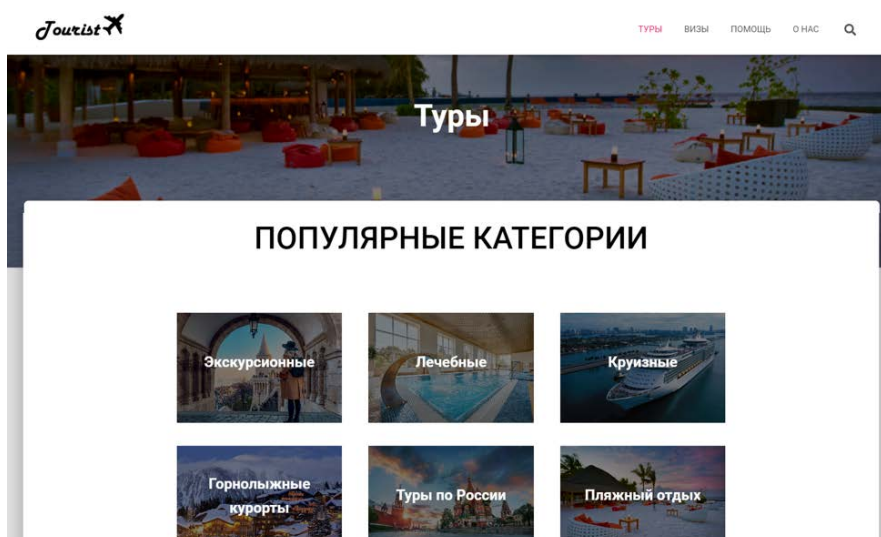 Tourist
ТУРЫ ВИЗЫ ПОМОЩЬ О НАС
Туры
ПОПУЛЯРНЫЕ КАТЕГОРИИ
Экскурсионные Лечебные Круизные
Горнолыжные
курорты
Туры по России Пляжный отдых